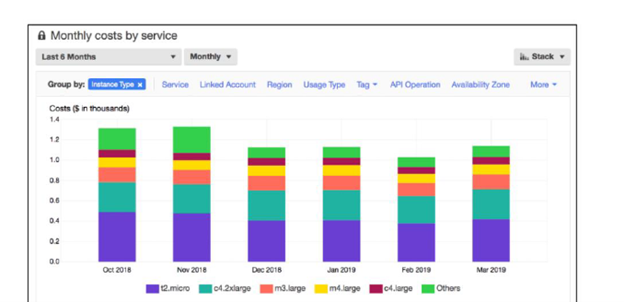 Monthly costs by service
Last 6 Months Monthly Stack
Group by: Instance Type × Service Linked Account Region Usage Type Tag API Operation Availability Zone More
Costs ($ in thousands)
1.4
1.2
1.0
0.8
0.6
0.4
0.2
0.0
Oct 2018 Nov 2018 Dec 2018 Jan 2019 Feb 2019 Mar 2019
t2.micro c4.2xlarge m3.large m4.large c4.large Others